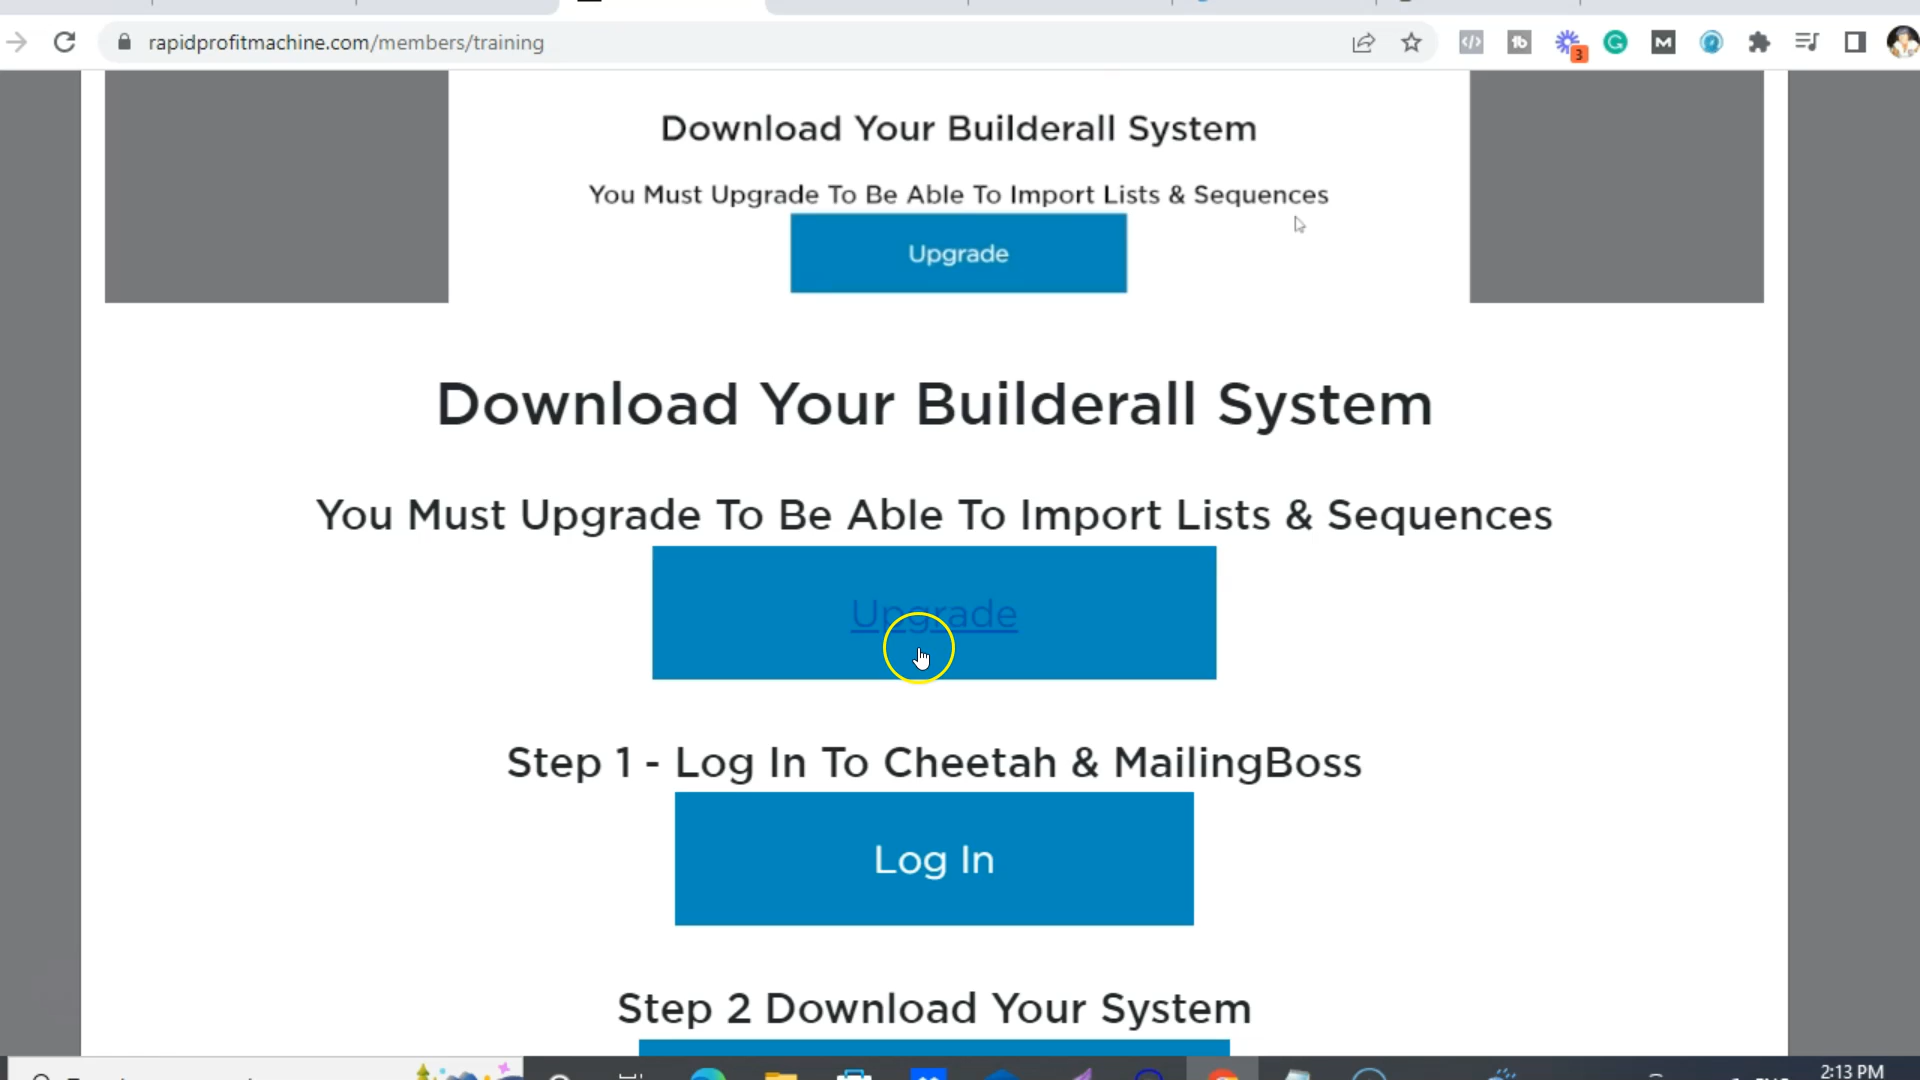 rapidprofitmachine.com/members/training
3
Download Your Builderall System
You Must Upgrade To Be Able To Import Lists & Sequences
Upgrade
Download Your Builderall System
You Must Upgrade To Be Able To Import Lists & Sequences
Upgrade
Step 1 - Log In To Cheetah & MailingBoss
Log In
Step 2 Download Your System
2:13 PM